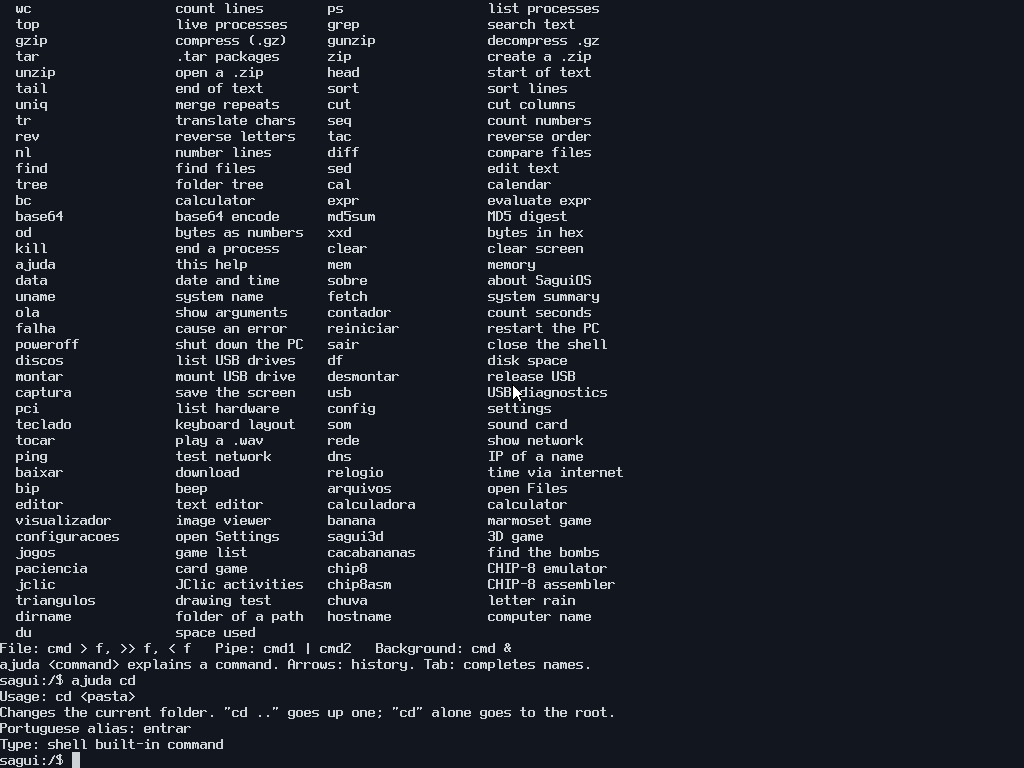 wc count lines ps list processes
top live processes grep search text
gzip compress (.gz) gunzip decompress .gz
tar .tar packages zip create a .zip
unzip open a .zip head start of text
tail end of text sort sort lines
uniq merge repeats cut cut columns
tr translate chars seq count numbers
rev reverse letters tac reverse order
nl number lines diff compare files
find find files sed edit text
tree folder tree cal calendar
bc calculator expr evaluate expr
base64 base64 encode md5sum MD5 digest
od bytes as numbers xxd bytes in hex
kill end a process clear clear screen
ajuda this help mem memory
data date and time sobre about SaguiOS
uname system name fetch system summary
ola show arguments contador count seconds
falha cause an error reiniciar restart the PC
poweroff shut down the PC sair close the shell
discos list USB drives df disk space
montar mount USB drive desmontar release USB
captura save the screen usb USB diagnostics
pci list hardware config settings
teclado keyboard layout som sound card
tocar play a .wav rede show network
ping test network dns IP of a name
baixar download relogio time via internet
bip beep arquivos open Files
editor text editor calculadora calculator
visualizador image viewer banana marmoset game
configuracoes open Settings sagui3d 3D game
jogos game list cacabananas find the bombs
paciencia card game chip8 CHIP-8 emulator
jclic JClic activities chip8asm CHIP-8 assembler
triangulos drawing test chuva letter rain
dirname folder of a path hostname computer name
du space used
File: cmd > f, >> f, < f Pipe: cmd1 | cmd2 Background: cmd &
ajuda <command> explains a command. Arrows: history. Tab: completes names.
sagui:/$ ajuda cd
Usage: cd <pasta>
Changes the current folder. "cd .." goes up one; "cd" alone goes to the root.
Portuguese alias: entrar
Type: shell built-in command
sagui:/$